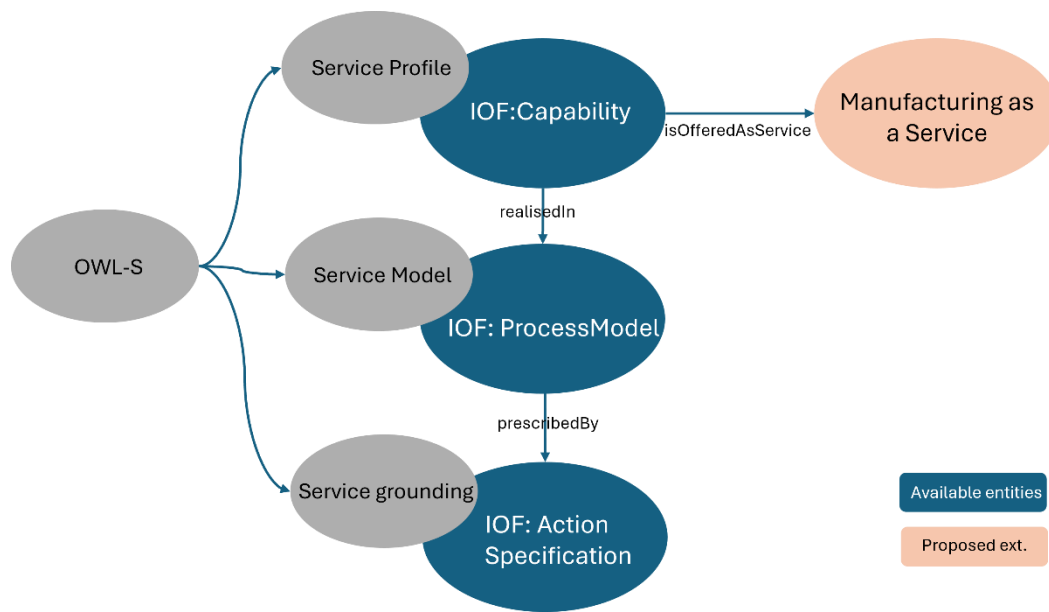 Service Profile
IOF:Capability
isOfferedAsService
Manufacturing as
a Service
realisedIn
OWL-S
Service Model
IOF: ProcessModel
prescribedBy
Service grounding
IOF: Action
Specification
Available entities
Proposed ext.